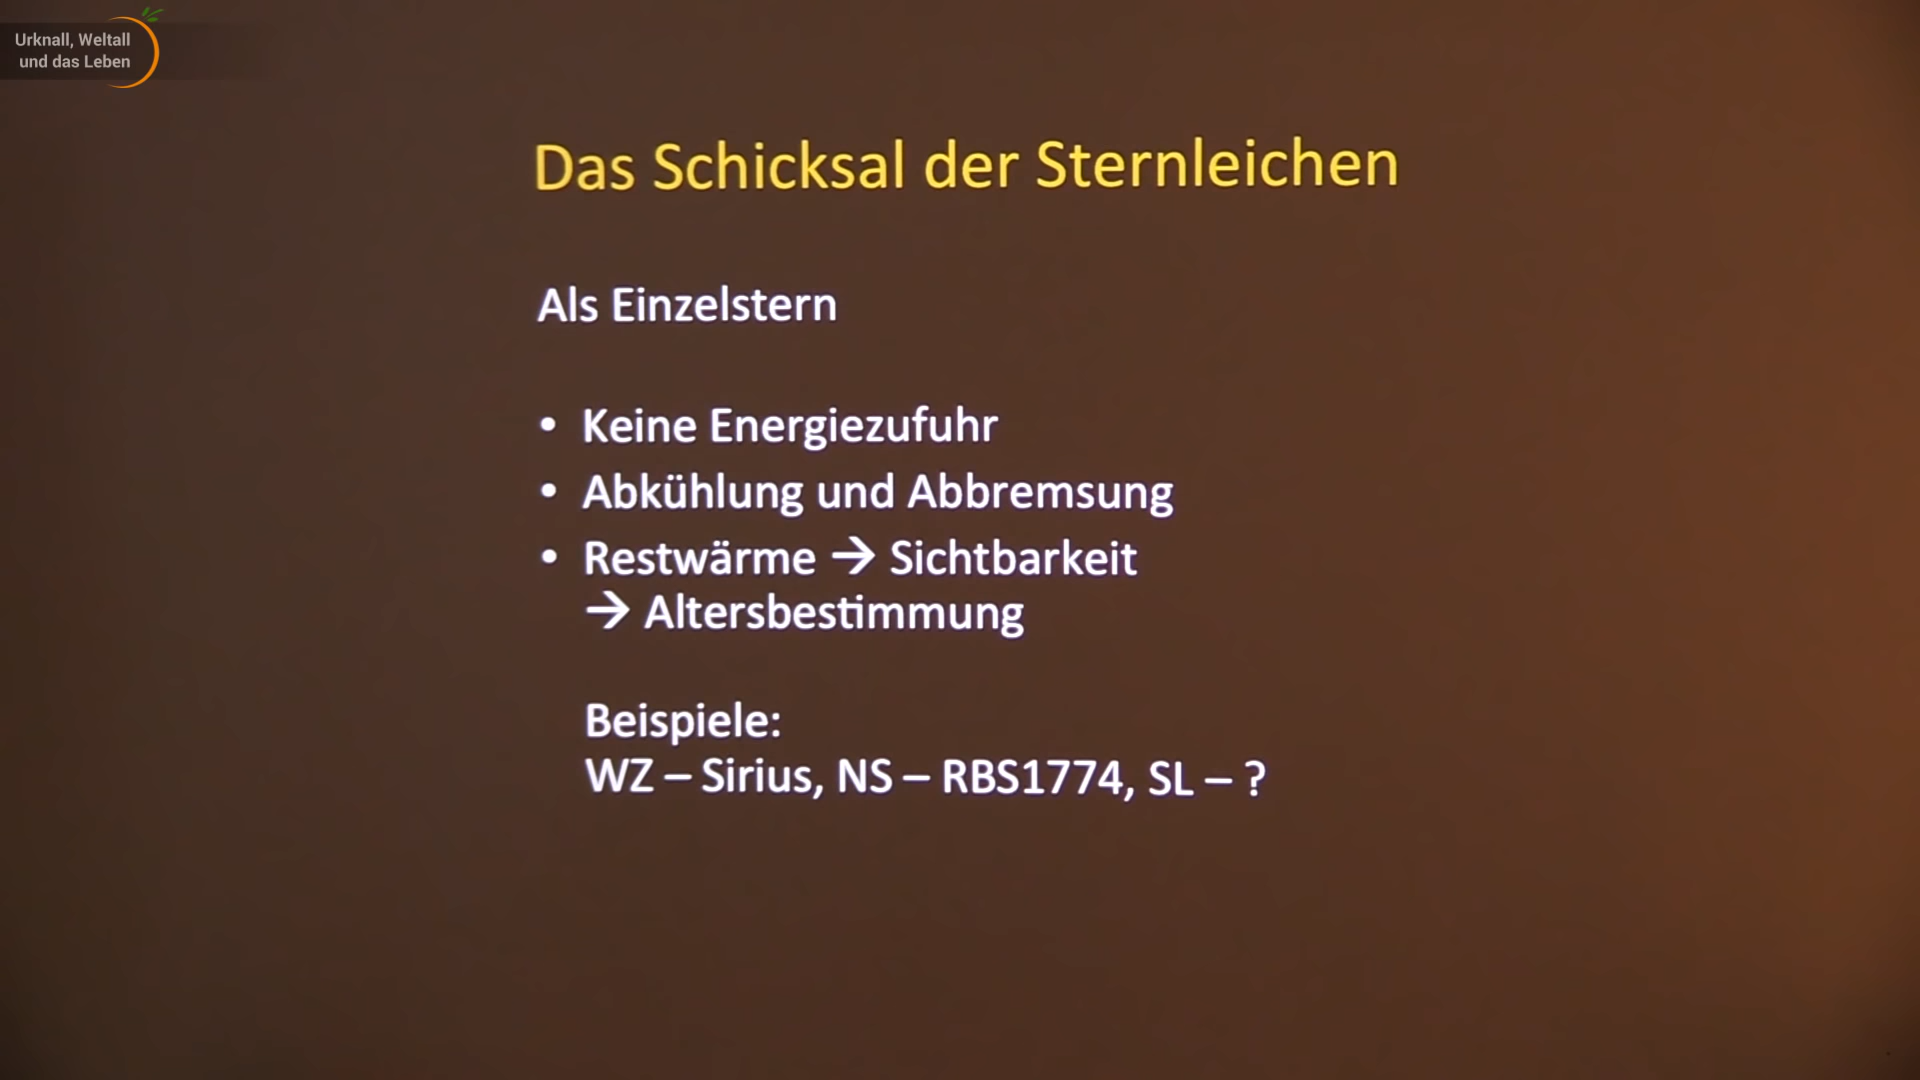 Urknall, Weltall
und das Leben
Das Schicksal der Sternleichen
Als Einzelstern
• Keine Energiezufuhr
• Abkühlung und Abbremsung
• Restwärme → Sichtbarkeit
→ Altersbestimmung
Beispiele:
WZ – Sirius, NS – RBS1774, SL – ?